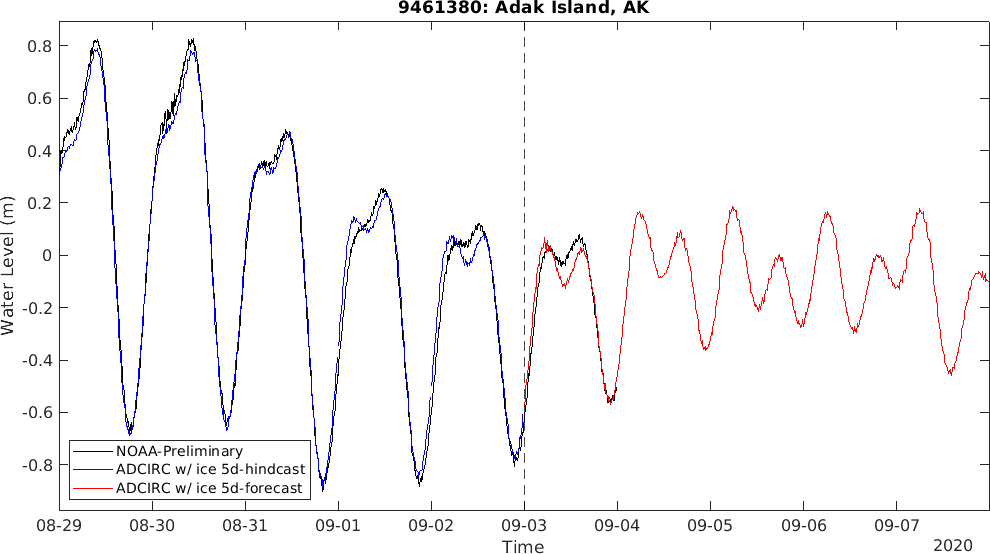 9461380: Adak Island, AK
Water Level (m)
0.8
0.6
0.4
0.2
0
-0.2
-0.4
-0.6
-0.8
NOAA-Preliminary
ADCIRC w/ ice 5d-hindcast
ADCIRC w/ ice 5d-forecast
08-29 08-30 08-31 09-01 09-02 09-03 09-04 09-05 09-06 09-07
Time
2020